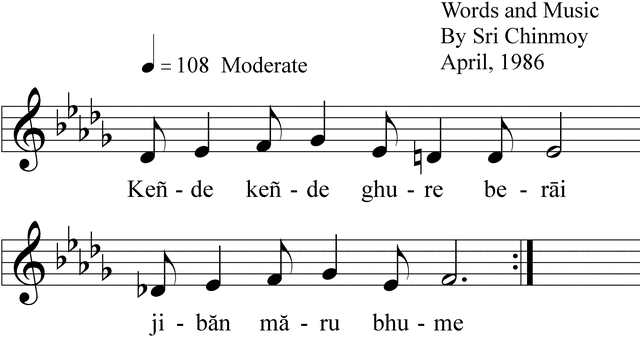 Words and Music
By Sri Chinmoy
April, 1986
= 108 Moderate
Keñ - de keñ - de ghu - re be - rāi
ji - băn mă - ru bhu - me